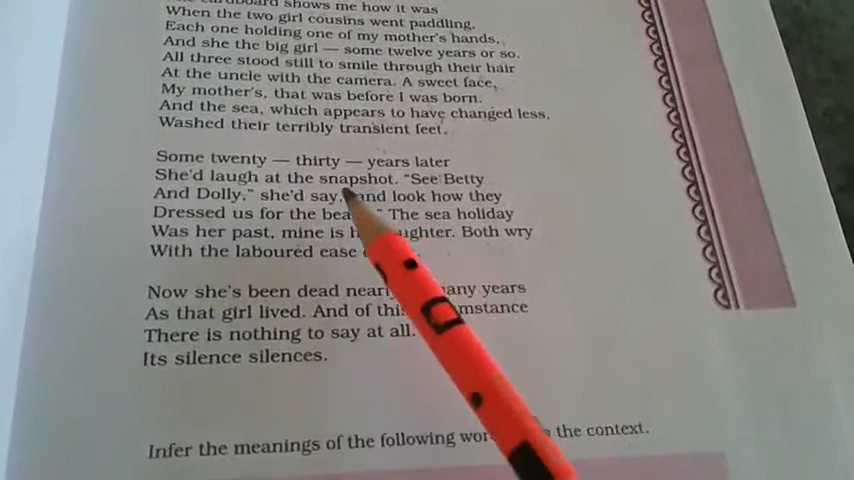 cardboard shows me how it was
When the two girl cousins went paddling,
Each one holding one of my mother's hands,
And she the big girl — some twelve years or so.
All three stood still to smile through their hair
At the uncle with the camera. A sweet face,
My mother's, that was before I was born.
And the sea, which appears to have changed less,
Washed their terribly transient feet.
Some twenty — thirty — years later
She'd laugh at the snapshot. "See Betty
And Dolly," she'd say, and look how they
Dressed us for the " The sea holiday
Was her past, mine is Both wry
With the laboured ease
Now she's been dead many years
As that girl lived. And of
There is nothing to say at all.
Its silence silences.
Infer the meanings of the following the context.